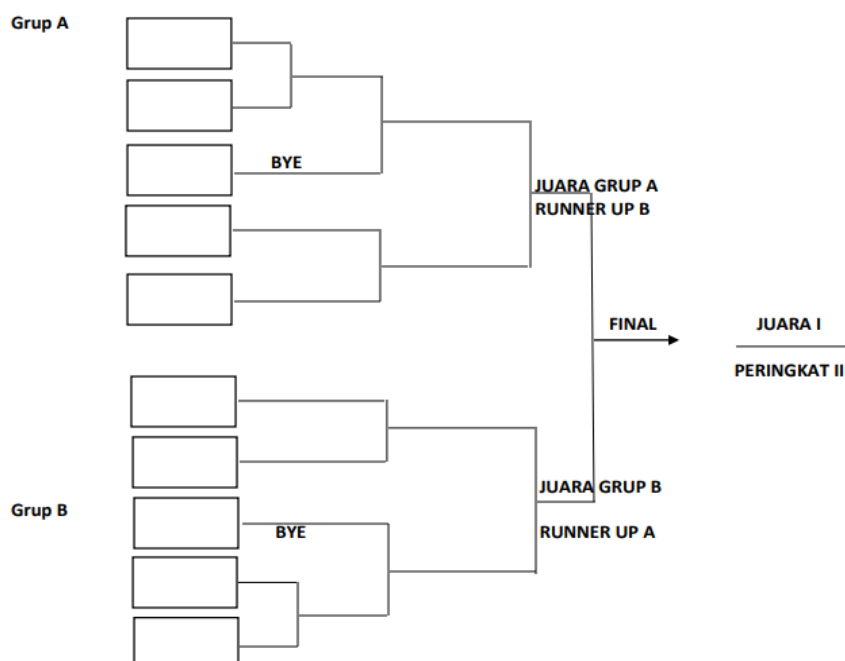 Grup A
BYE
JUARA GRUP A
RUNNER UP B
FINAL
JUARA I
PERINGKAT II
JUARA GRUP B
Grup B
BYE
RUNNER UP A